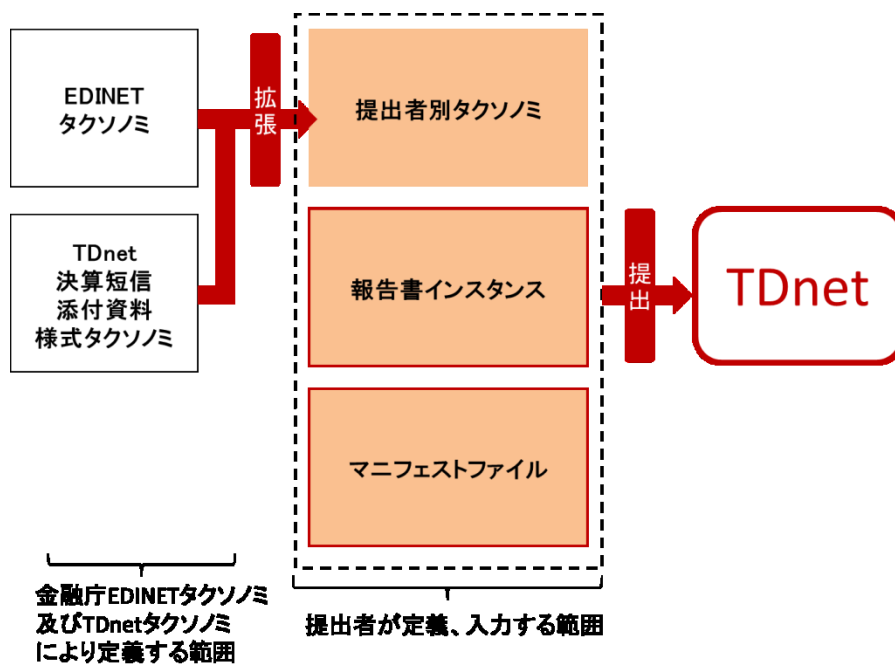 EDINET
タクソノミ
拡張
提出者別タクソノミ
TDnet
決算短信
添付資料
様式タクソノミ
報告書インスタンス
提出
TDnet
マニフェストファイル
金融庁EDINETタクソノミ
及びTDnetタクソノミ
により定義する範囲
提出者が定義、入力する範囲